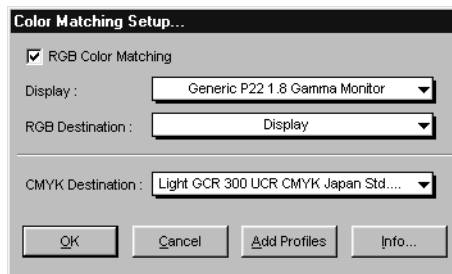 Color Matching Setup...
RGB Color Matching
Display : Generic P22 1.8 Gamma Monitor
RGB Destination : Display
CMYK Destination : Light GCR 300 UCR CMYK Japan Std....
OK Cancel Add Profiles Info...